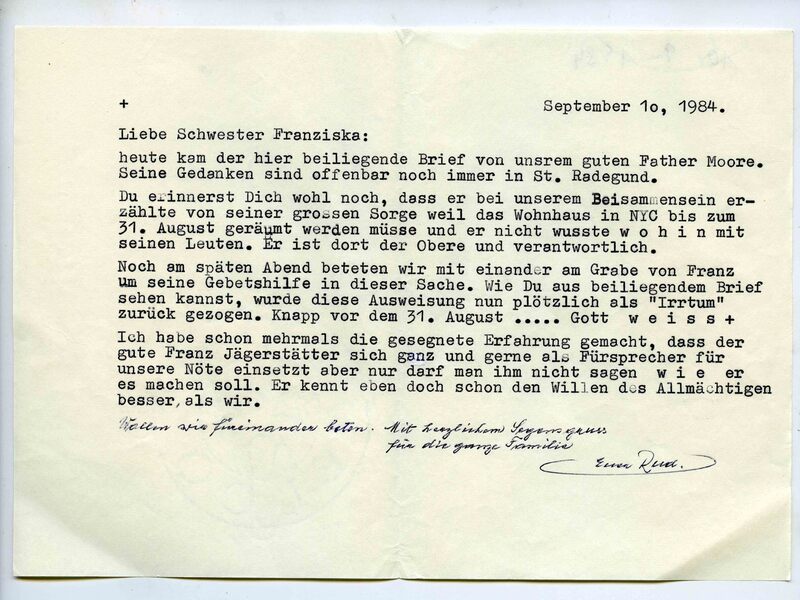 + September 1o, 1984.
Liebe Schwester Franziska:
heute kam der hier beiliegende Brief von unsrem guten Father Moore.
Seine Gedanken sind offenbar noch immer in St. Radegund.
Du erinnerst Dich wohl noch, dass er bei unserem Beisammensein er-
zählte von seiner grossen Sorge weil das Wohnhaus in NYC bis zum
31. August geräumt werden müsse und er nicht wusste w o h i n mit
seinen Leuten. Er ist dort der Obere und verantwortlich.
Noch am späten Abend beteten wir mit einander am Grabe von Franz
um seine Gebetshilfe in dieser Sache. Wie Du aus beiliegendem Brief
sehen kannst, wurde diese Ausweisung nun plötzlich als "Irrtum"
zurück gezogen. Knapp vor dem 31. August ..... Gott w e i s s +
Ich habe schon mehrmals die gesegnete Erfahrung gemacht, dass der
gute Franz Jägerstätter sich ganz und gerne als Fürsprecher für
unsere Nöte einsetzt aber nur darf man ihm nicht sagen w i e er
es machen soll. Er kennt eben doch schon den Willen des Allmächtigen
besser, als wir.
Wollen wir füreinander beten. Mit herzlichem Segensgruss
für die ganze Familie
Euer Rud.